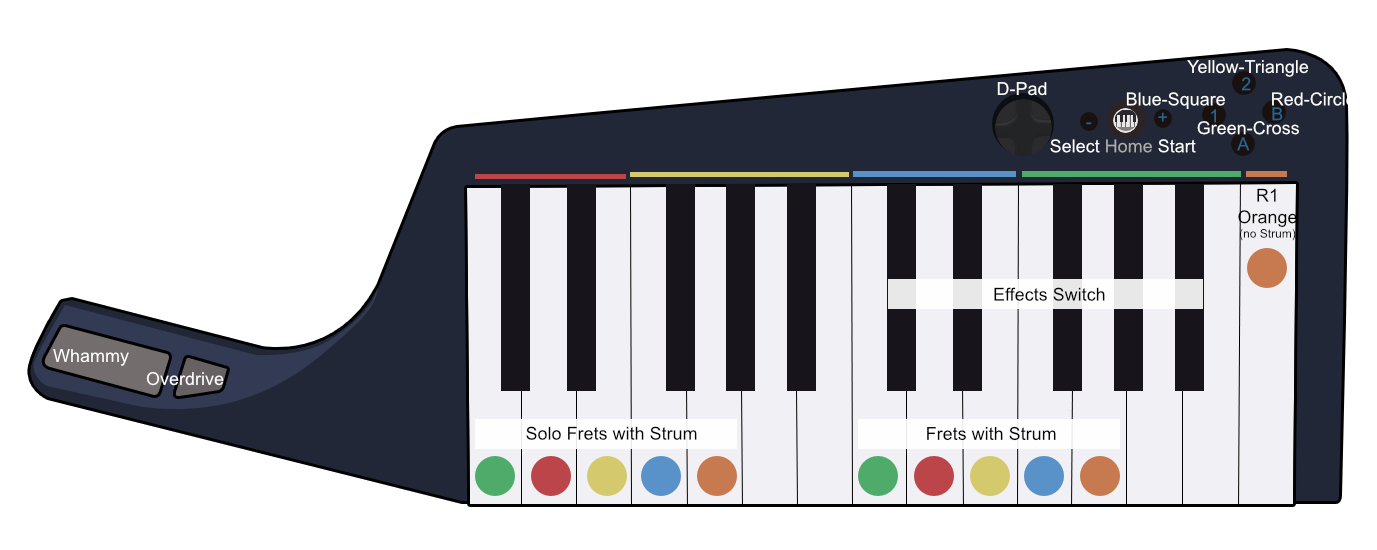 Yellow-Triangle
2
D-Pad
Blue-Square
Red-Circle
- + 1 B
Green-Cross
Select Home Start
A
R1
Orange
(no Strum)
Effects Switch
Whammy
Overdrive
Solo Frets with Strum
Frets with Strum